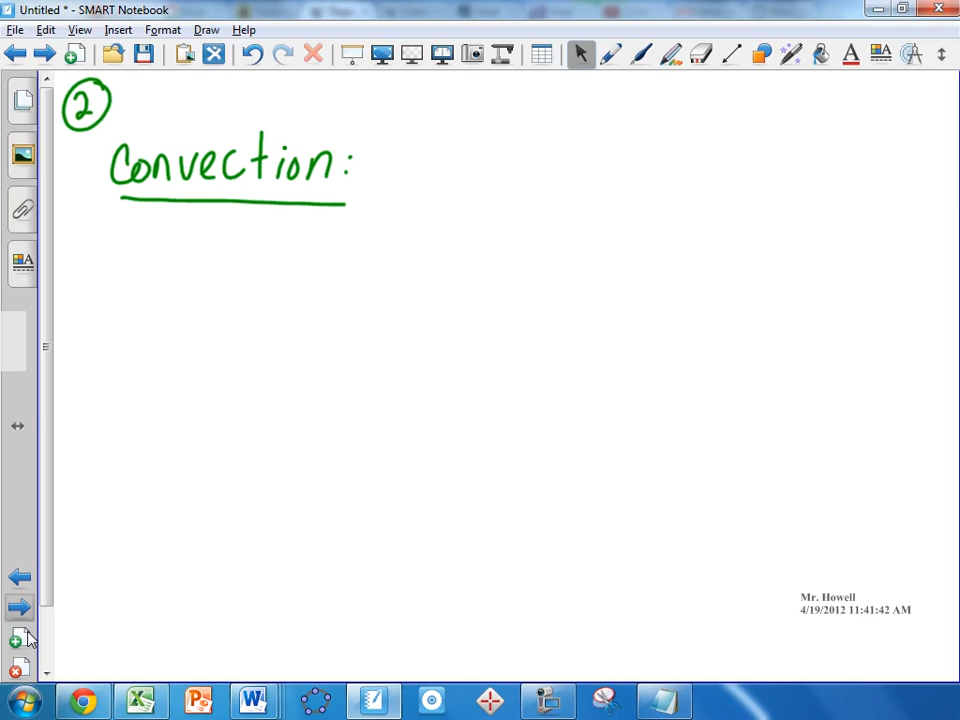 Untitled * - SMART Notebook
File Edit View Insert Format Draw Help
2
Convection:
Mr. Howell
4/19/2012 11:41:42 AM